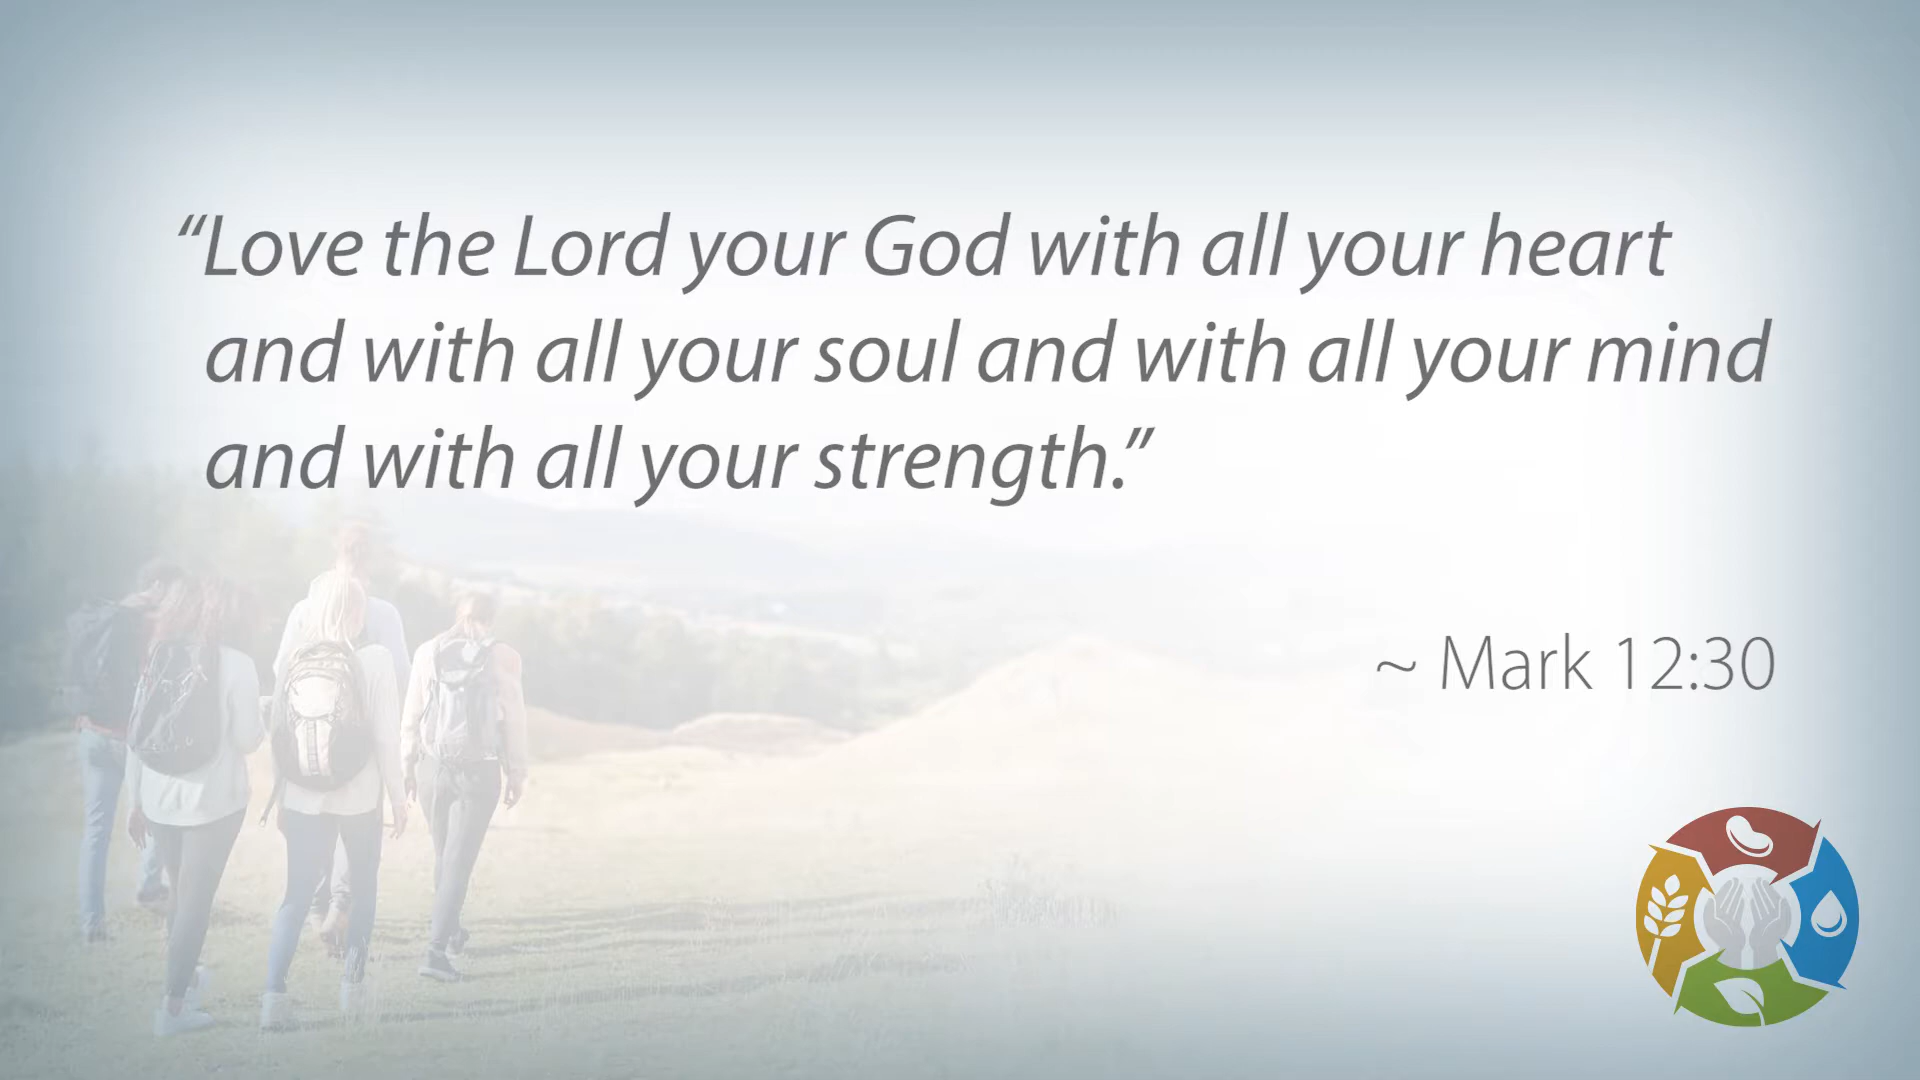 “Love the Lord your God with all your heart
and with all your soul and with all your mind
and with all your strength.”
~ Mark 12:30